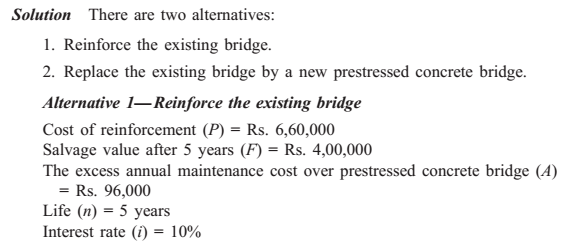 Solution There are two alternatives:
1. Reinforce the existing bridge.
2. Replace the existing bridge by a new prestressed concrete bridge.
Alternative 1—Reinforce the existing bridge
Cost of reinforcement (P) = Rs. 6,60,000
Salvage value after 5 years (F) = Rs. 4,00,000
The excess annual maintenance cost over prestressed concrete bridge (A)
= Rs. 96,000
Life (n) = 5 years
Interest rate (i) = 10%